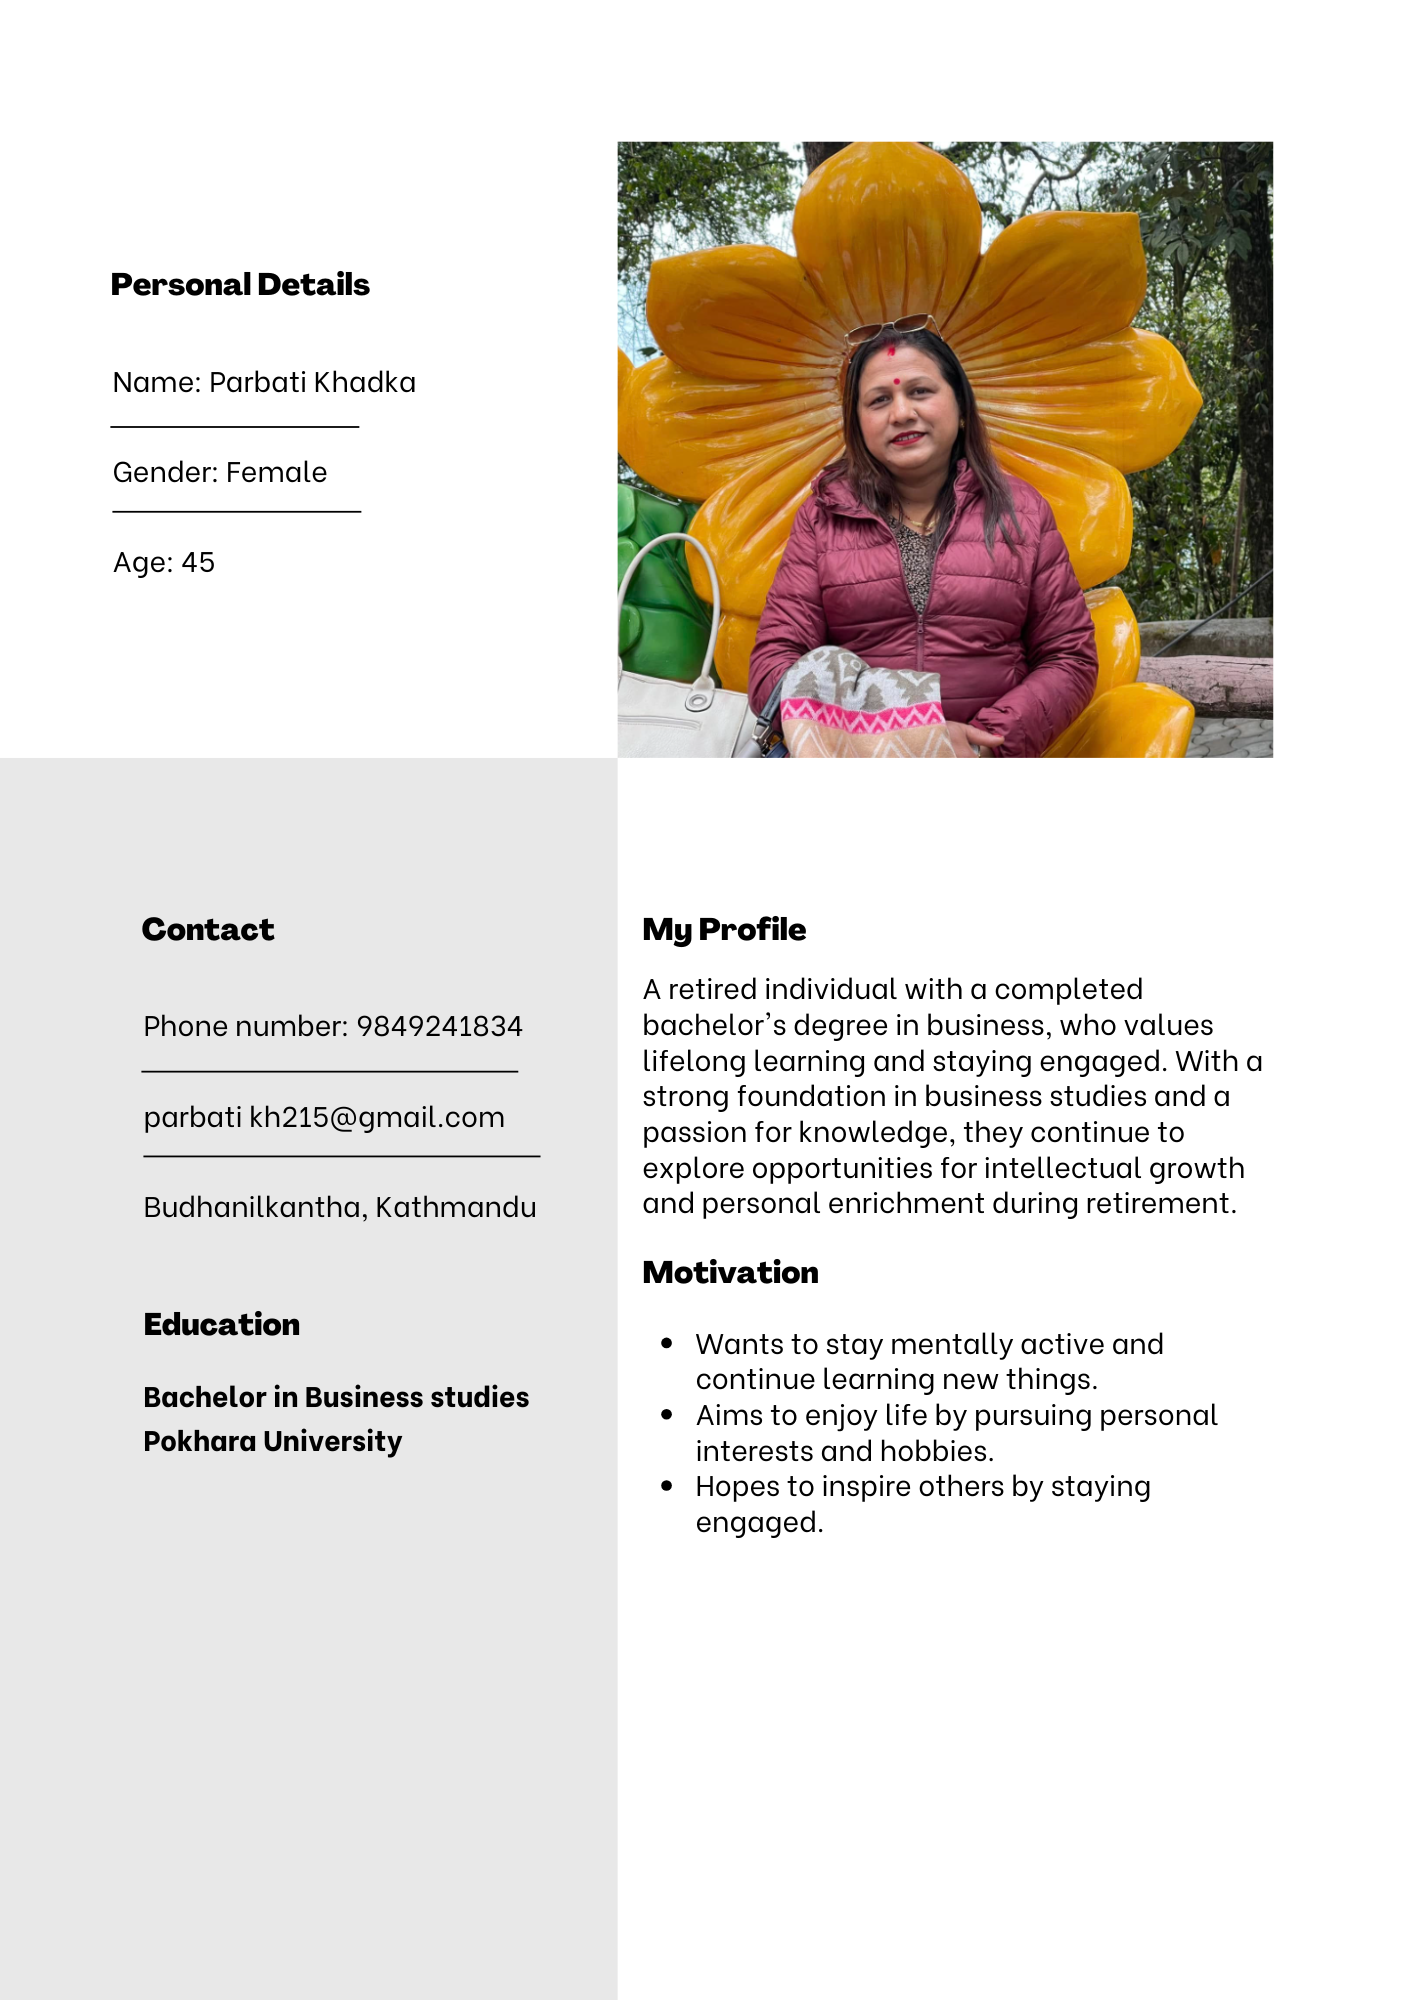 Personal Details
Name: Parbati Khadka
Gender: Female
Age: 45
Contact
Phone number: 9849241834
parbati kh215@gmail.com
Budhanilkantha, Kathmandu
Education
Bachelor in Business studies
Pokhara University
My Profile
A retired individual with a completed
bachelor’s degree in business, who values
lifelong learning and staying engaged. With a
strong foundation in business studies and a
passion for knowledge, they continue to
explore opportunities for intellectual growth
and personal enrichment during retirement.
Motivation
• Wants to stay mentally active and
continue learning new things.
• Aims to enjoy life by pursuing personal
interests and hobbies.
• Hopes to inspire others by staying
engaged.